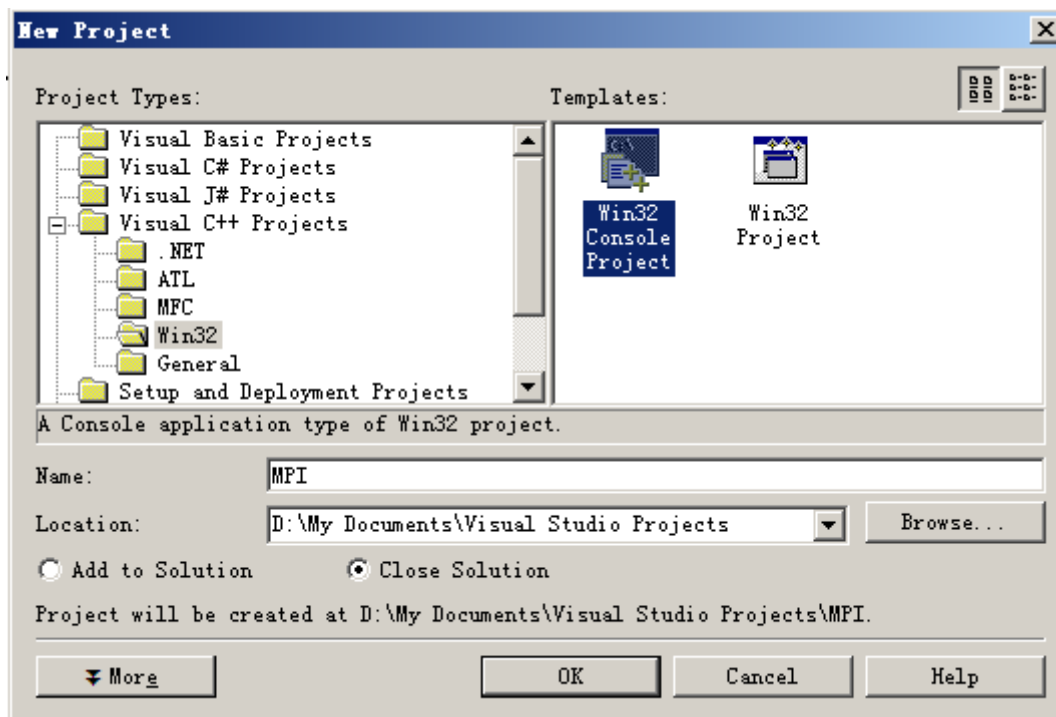 New Project
Project Types:
Templates:
Visual Basic Projects
Visual C# Projects
Visual J# Projects
Visual C++ Projects
.NET
ATL
MFC
Win32
General
Setup and Deployment Projects
Win32
Console
Project
Win32
Project
A Console application type of Win32 project.
Name:
MPI
Location:
D:\My Documents\Visual Studio Projects
Browse...
Add to Solution
Close Solution
Project will be created at D:\My Documents\Visual Studio Projects\MPI.
More
OK
Cancel
Help